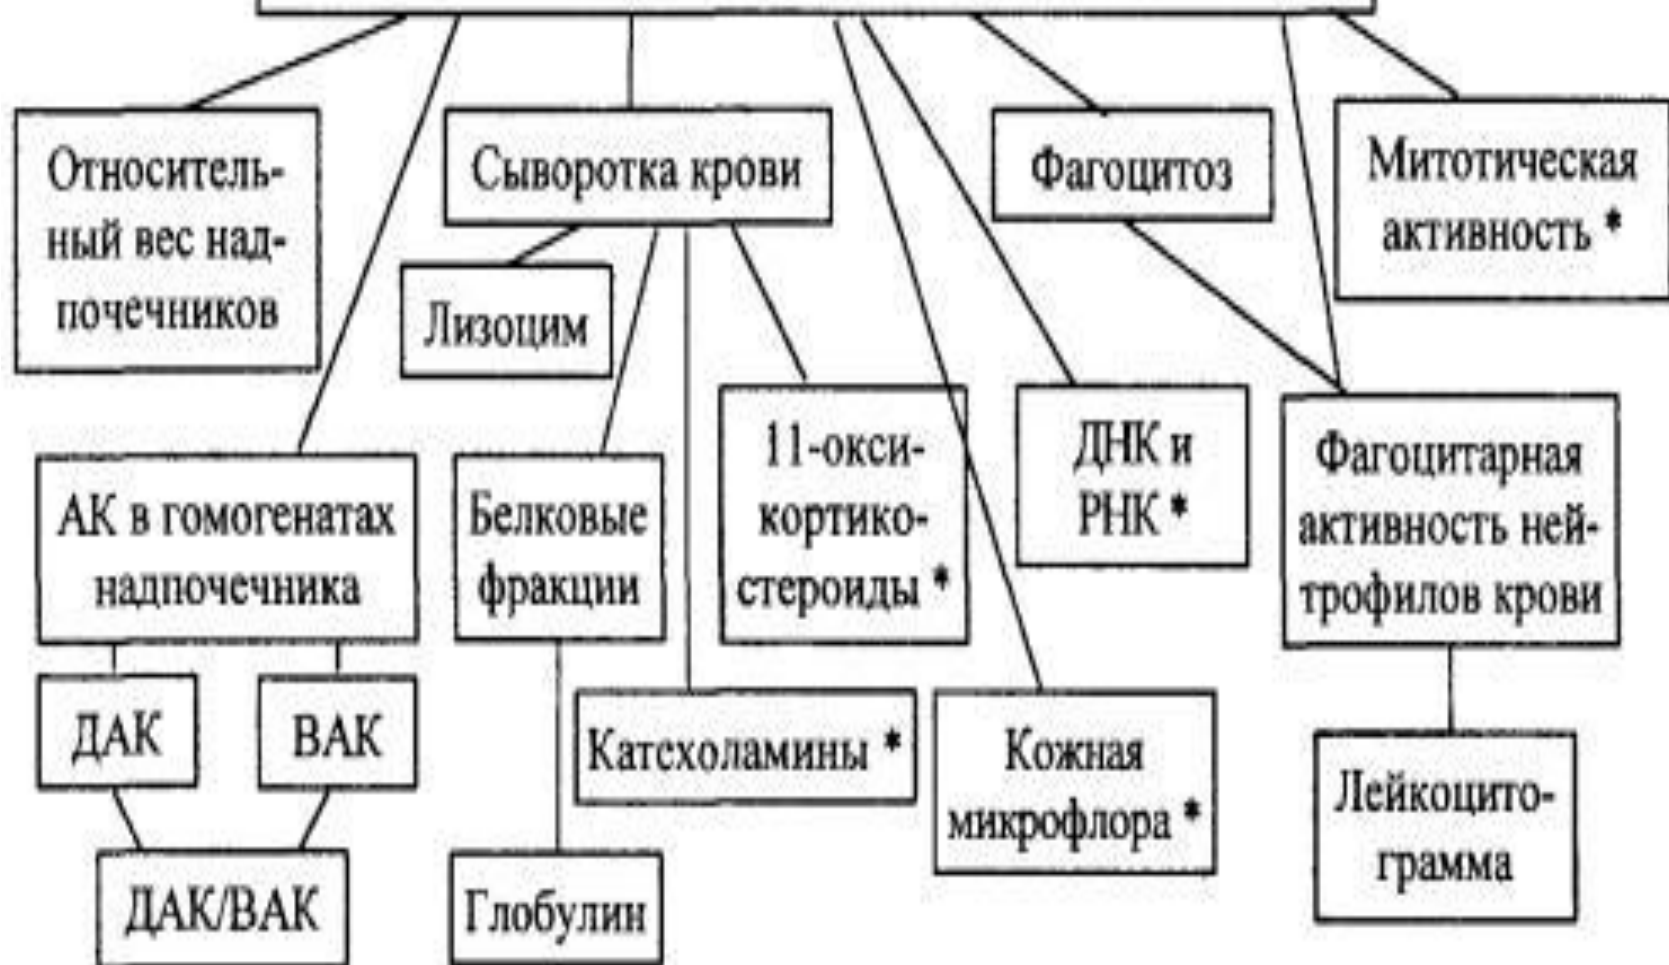 Относитель-
ный вес над-
почечников
Сыворотка крови
Фагоцитоз
Митотическая
активность *
Лизоцим
АК в гомогенатах
надпочечника
Белковые
фракции
11-окси-
кортико-
стероиды *
ДНК и
РНК *
Фагоцитарная
активность ней-
трофилов крови
ДАК
ВАК
Катехоламины *
Кожная
микрофлора *
Лейкоцито-
грамма
ДАК/ВАК
Глобулин